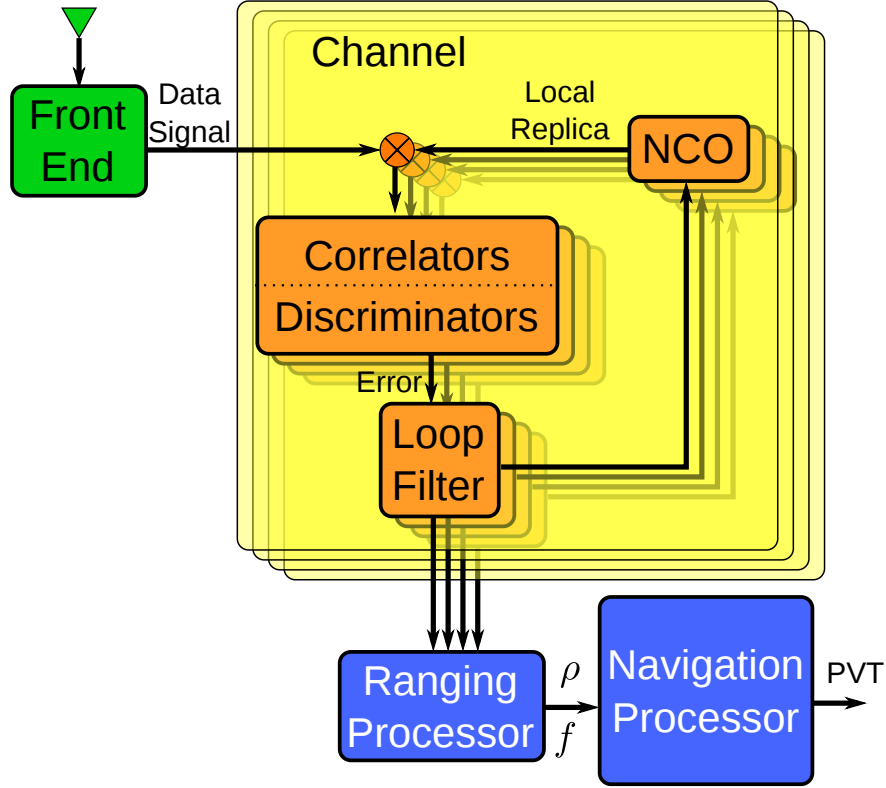 Channel
Front
End
Data
Signal
Local
Replica
NCO
Correlators
Discriminators
Error
Loop
Filter
Ranging
Processor
ρ
f
Navigation
Processor
PVT